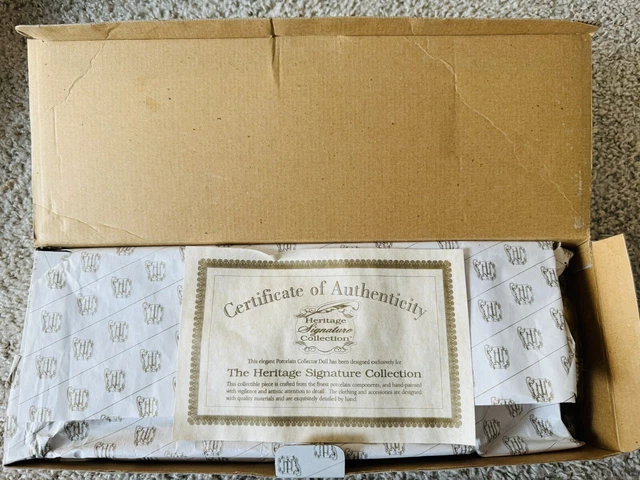 Certificate of Authenticity
Heritage
Signature
Collection
This elegant Porcelain Collector Doll has been designed exclusively for
The Heritage Signature Collection
This collectible piece is crafted from the finest porcelain components, and hand-painted
with vigilance and artistic attention to detail. The clothing and accessories are designed
with quality materials and are exquisitely detailed by hand.